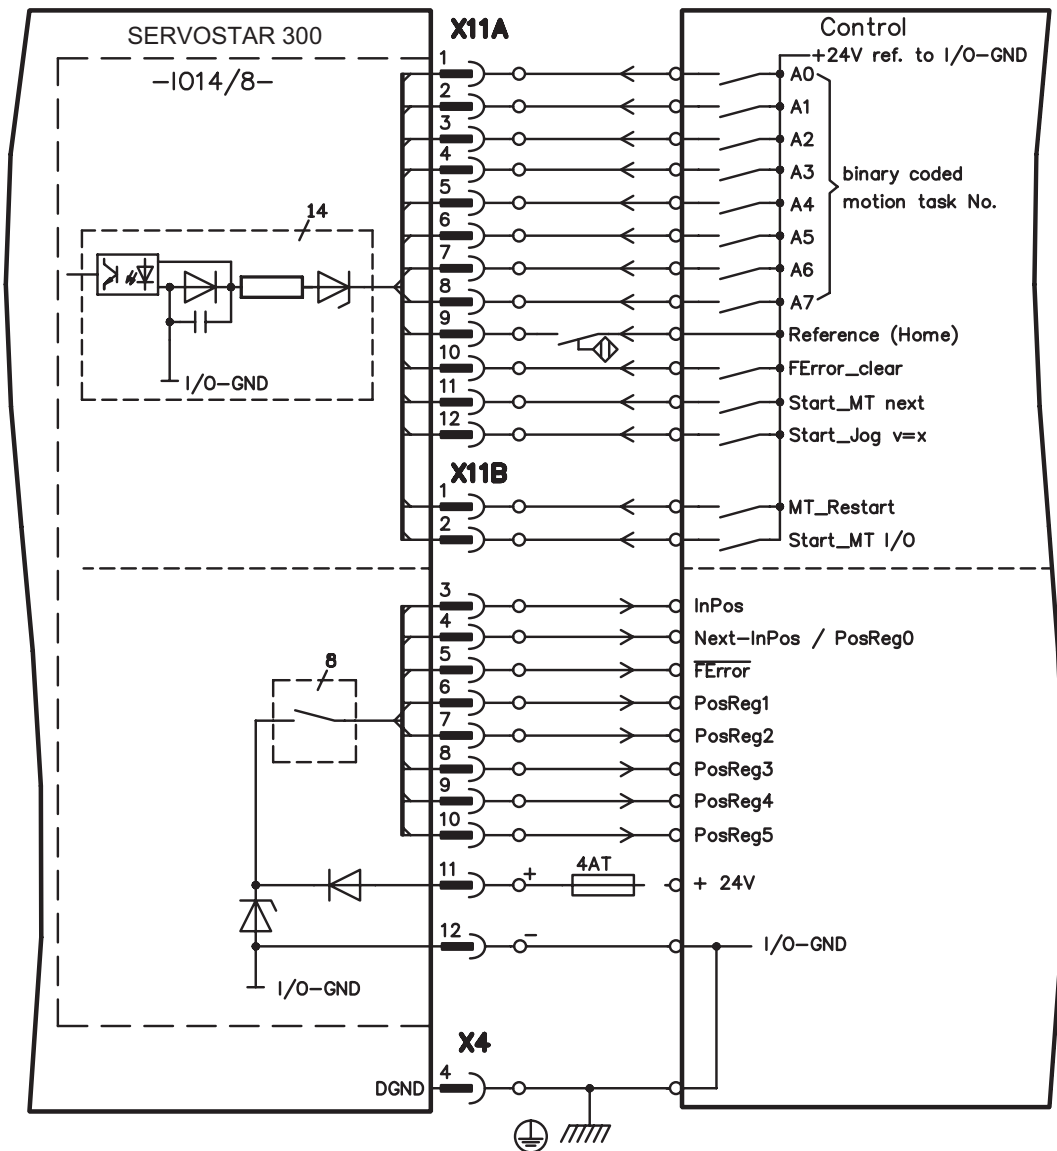 SERVOSTAR 300
-IO14/8-
X11A
Control
+24V ref. to I/O-GND
1
A0
2
A1
3
A2
4
A3
5
A4
6
A5
7
A6
8
A7
binary coded
motion task No.
9
Reference (Home)
10
FError_clear
11
Start_MT next
12
Start_Jog v=x
14
I/O-GND
X11B
1
MT_Restart
2
Start_MT I/O
3
InPos
4
Next-InPos / PosReg0
5
FError
6
PosReg1
7
PosReg2
8
PosReg3
9
PosReg4
10
PosReg5
8
11
+
4AT
+ 24V
12
-
I/O-GND
I/O-GND
X4
DGND
4